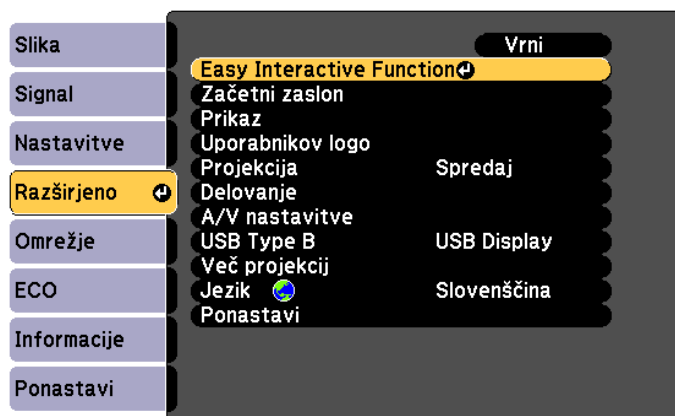 Slika
Signal
Nastavitve
Razširjeno
Omrežje
ECO
Informacije
Ponastavi
Vrni
Easy Interactive Function
Začetni zaslon
Prikaz
Uporabnikov logo
Projekcija Spredaj
Delovanje
A/V nastavitve
USB Type B USB Display
Več projekcij
Jezik Slovenščina
Ponastavi